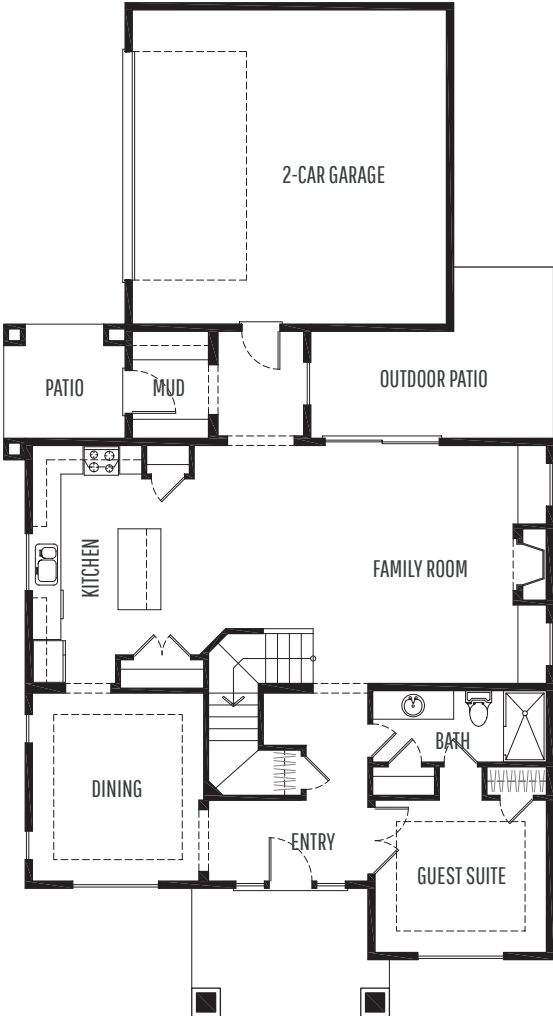 2-CAR GARAGE
PATIO
MUD
OUTDOOR PATIO
KITCHEN
FAMILY ROOM
BATH
DINING
ENTRY
GUEST SUITE